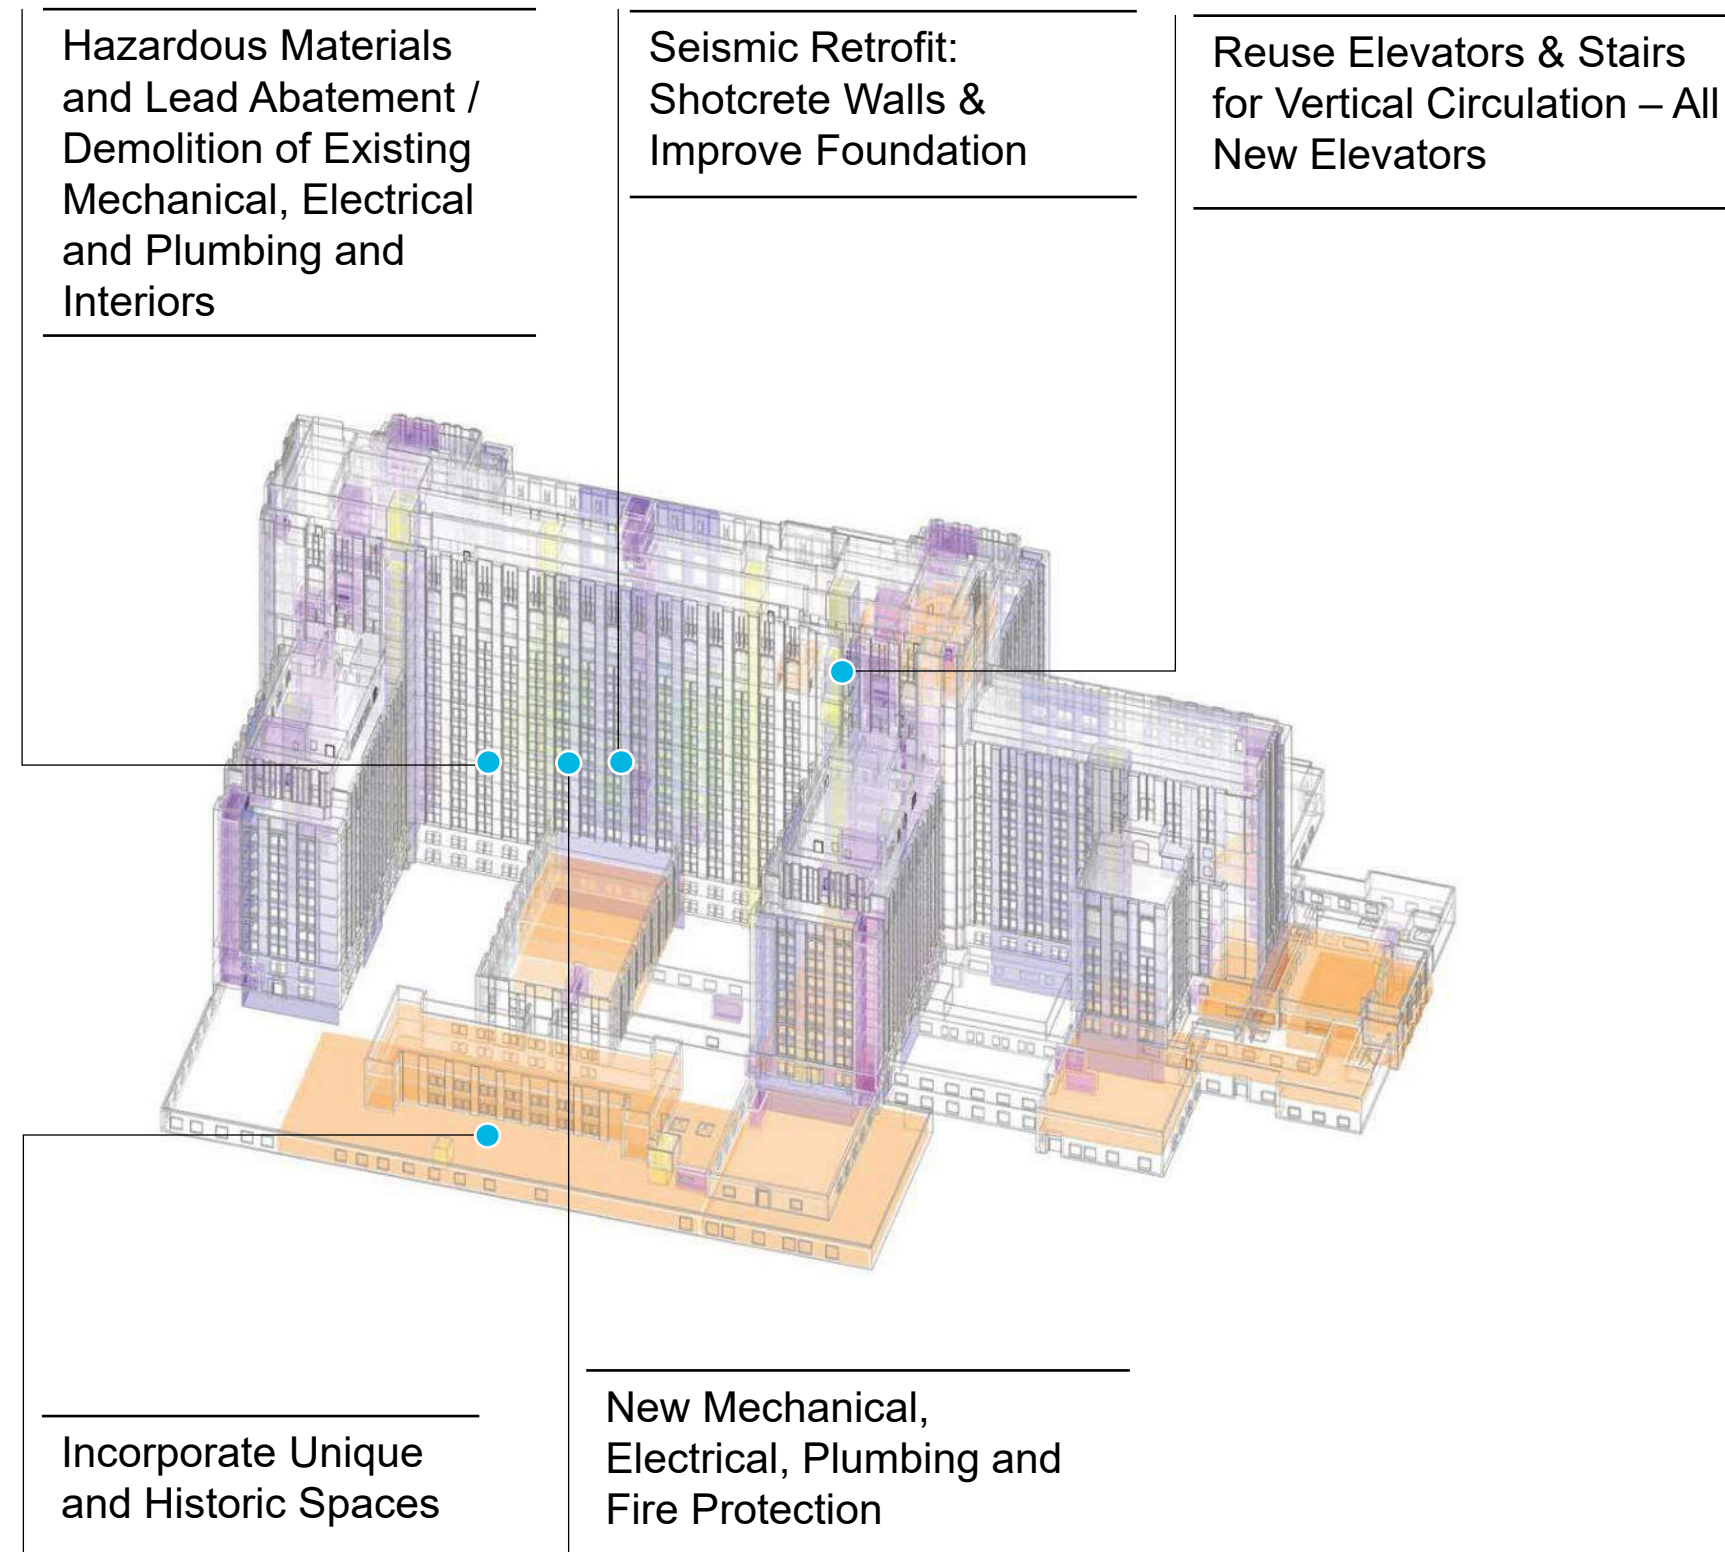 Hazardous Materials
and Lead Abatement /
Demolition of Existing
Mechanical, Electrical
and Plumbing and
Interiors
Seismic Retrofit:
Shotcrete Walls &
Improve Foundation
Reuse Elevators & Stairs
for Vertical Circulation – All
New Elevators
Incorporate Unique
and Historic Spaces
New Mechanical,
Electrical, Plumbing and
Fire Protection